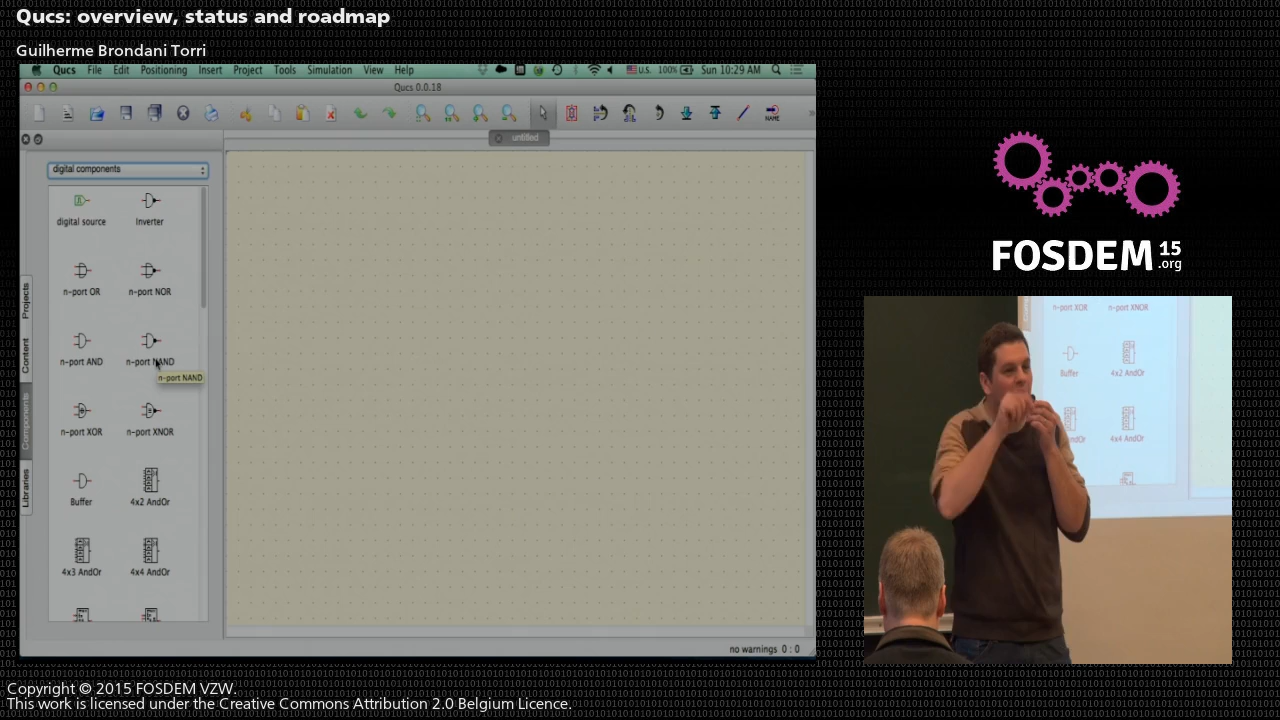 Qucs: overview, status and roadmap
Guilherme Brondani Torri
Qucs File Edit Positioning Insert Project Tools Simulation View Help
U.S. 100% Sun 10:29 AM
Qucs 0.0.18
NAME
untitled
digital components
digital source Inverter
n-port OR n-port NOR
n-port AND n-port NAND
n-port NAND
n-port XOR n-port XNOR
Buffer 4x2 AndOr
4x3 AndOr 4x4 AndOr
Projects
Content
Components
Libraries
no warnings 0 : 0
FOSDEM 15
.org
n-port XOR n-port XNOR
Buffer 4x2 AndOr
ndOr 4x4 AndOr
Copyright © 2015 FOSDEM VZW.
This work is licensed under the Creative Commons Attribution 2.0 Belgium Licence.